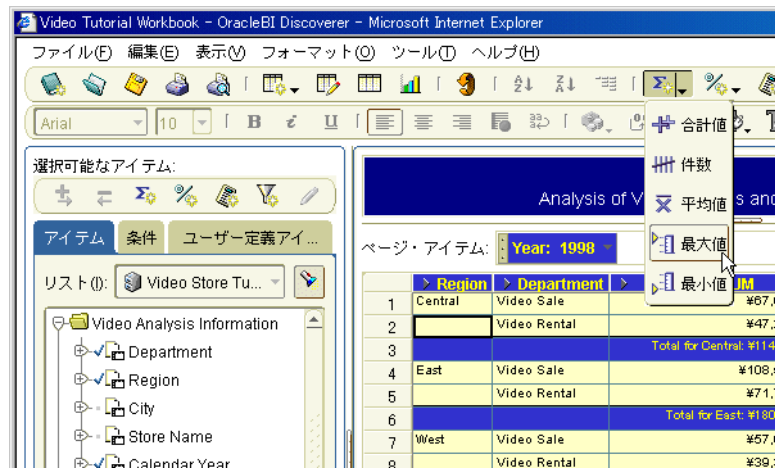 Video Tutorial Workbook - OracleBI Discoverer - Microsoft Internet Explorer
ファイル(F) 編集(E) 表示(V) フォーマット(O) ツール(T) ヘルプ(H)
Arial 10 B i U
合計値
件数
平均値
最大値
最小値
選択可能なアイテム:
アイテム 条件 ユーザー定義アイ...
リスト(I): Video Store Tu...
Video Analysis Information
Department
Region
City
Store Name
Calendar Year
Analysis of V s and
ページ・アイテム: Year: 1998
Region Department UM
1 Central Video Sale ¥67,
2 Video Rental ¥47,
3 Total for Central: ¥114
4 East Video Sale ¥108,
5 Video Rental ¥71,
6 Total for East: ¥180
7 West Video Sale ¥57,
8 Video Rental ¥39,